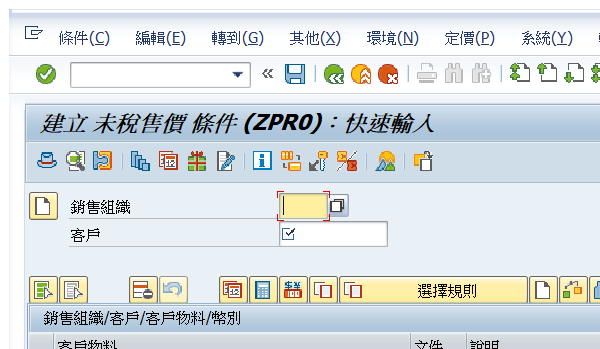 條件(C) 編輯(E) 轉到(G) 其他(X) 環境(N) 定價(P) 系統(Y)
建立 未稅售價 條件 (ZPR0)：快速輸入
銷售組織
客戶
選擇規則
銷售組織/客戶/客戶物料/幣別
客戶物料 文件 說明